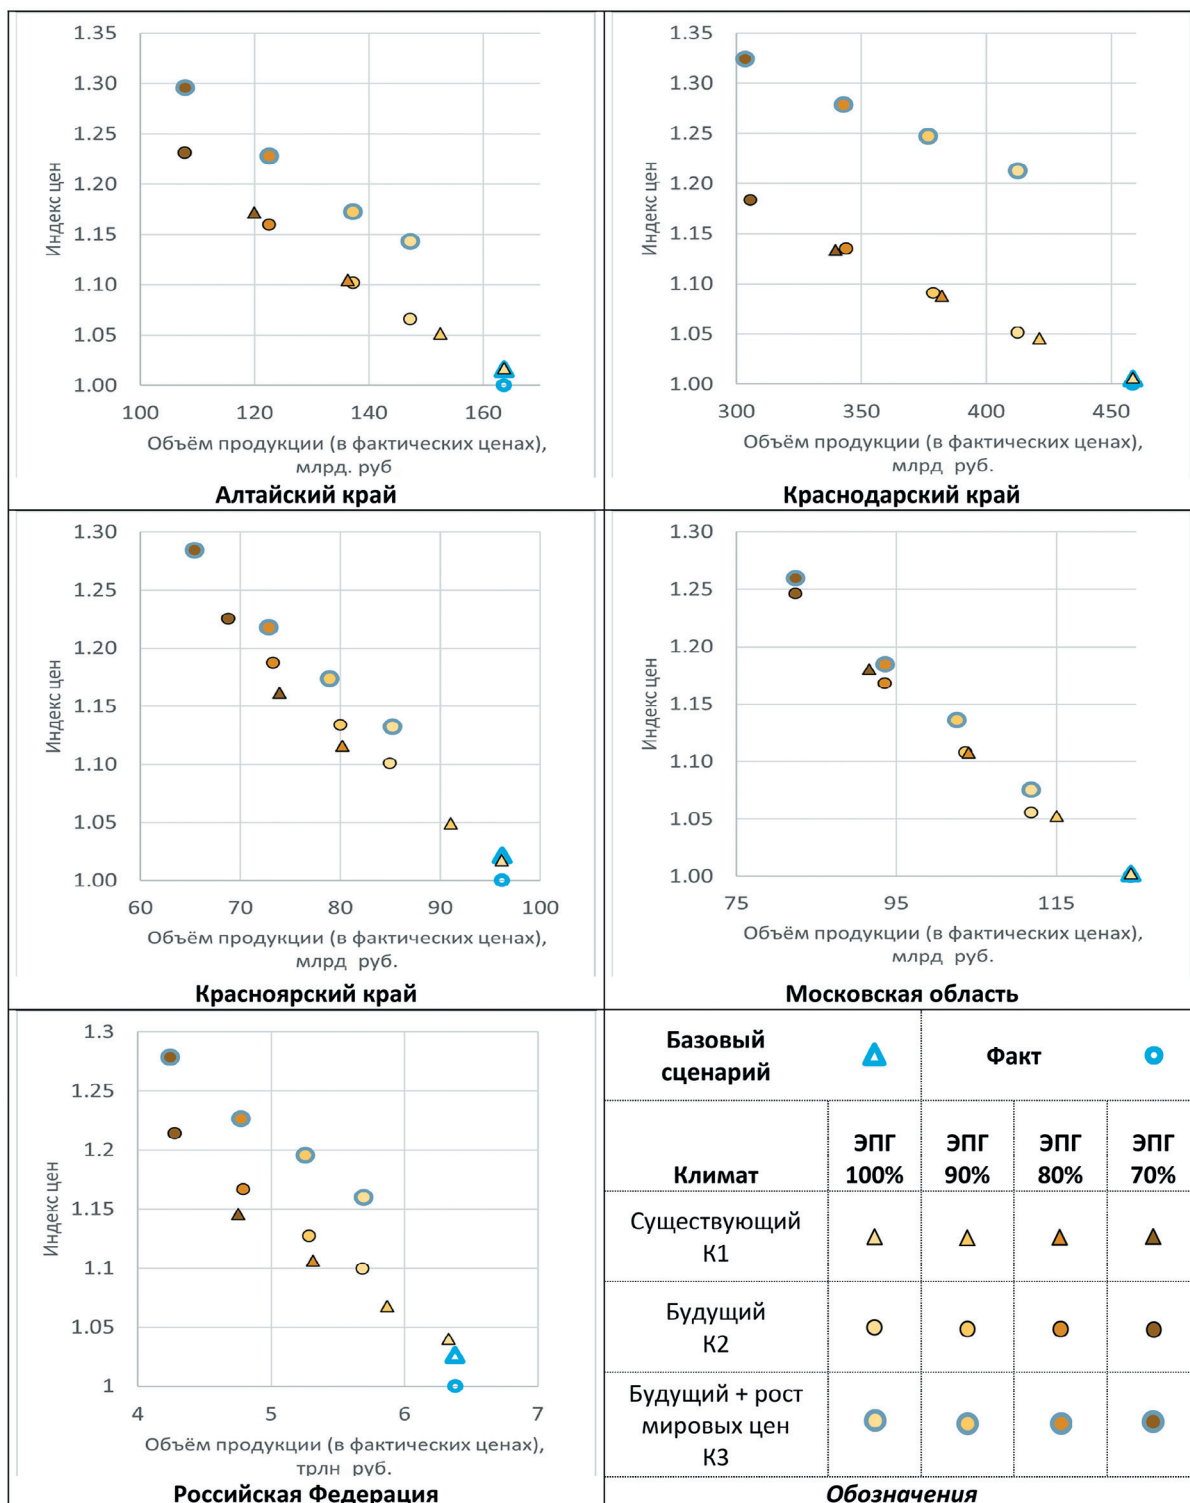 1.35
1.30
1.25
1.20
1.15
1.10
1.05
1.00
Индекс цен
100 120 140 160
Объём продукции (в фактических ценах),
млрд. руб
Алтайский край
1.35
1.30
1.25
1.20
1.15
1.10
1.05
1.00
Индекс цен
300 350 400 450
Объём продукции (в фактических ценах),
млрд руб.
Краснодарский край
1.30
1.25
1.20
1.15
1.10
1.05
1.00
Индекс цен
60 70 80 90 100
Объём продукции (в фактических ценах),
млрд руб.
Красноярский край
1.30
1.25
1.20
1.15
1.10
1.05
1.00
Индекс цен
75 95 115
Объём продукции (в фактических ценах),
млрд руб.
Московская область
1.3
1.25
1.2
1.15
1.1
1.05
1
Индекс цен
4 5 6 7
Объём продукции (в фактических ценах),
трлн руб.
Российская Федерация
Базовый
сценарий
Факт
Климат
ЭПГ
100%
ЭПГ
90%
ЭПГ
80%
ЭПГ
70%
Существующий
К1
Будущий
К2
Будущий + рост
мировых цен
К3
Обозначения